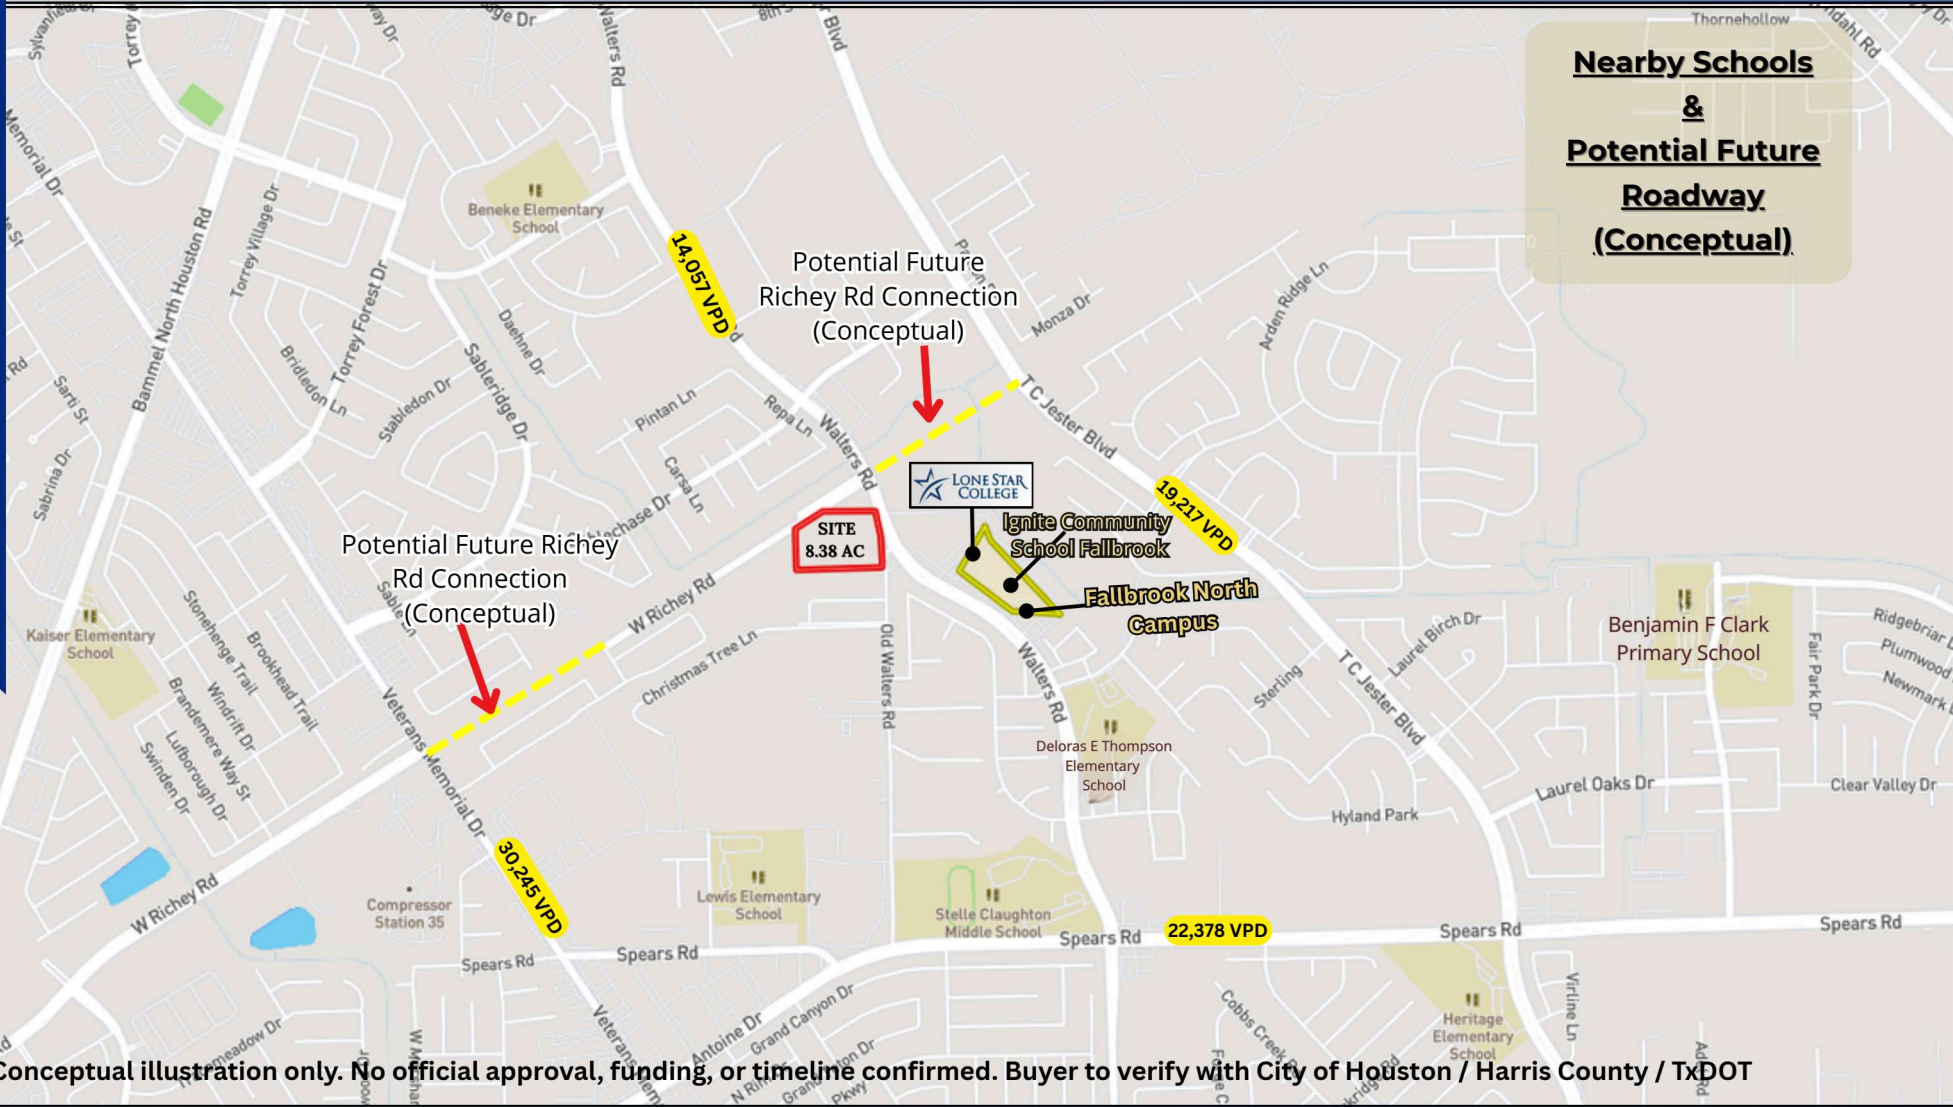 Nearby Schools
&
Potential Future
Roadway
(Conceptual)
Thornehollow
Walters Rd
Memorial Dr
Bammel North Houston Rd
Torrey Village Dr
Torrey Forest Dr
Beneke Elementary
School
14,057 VPD
Potential Future
Richey Rd Connection
(Conceptual)
Monza Dr
Arden Ridge Ln
Daehne Dr
Bridledon Ln
Stabledon Dr
Sableridge Dr
Pintan Ln
Repa Ln
Walters Rd
T C Jester Blvd
Sarti St
Sabrina Dr
Carsa Ln
LONE STAR
COLLEGE
19,217 VPD
SITE
8.38 AC
Ignite Community
School Fallbrook
Fallbrook North
Campus
Potential Future Richey
Rd Connection
(Conceptual)
W Richey Rd
Christmas Tree Ln
Old Walters Rd
Walters Rd
Kaiser Elementary
School
Stonehenge Trail
Brookhead Trail
Windrift Dr
Brandemere Way St
Lufborough Dr
Swinden Dr
Veterans Memorial Dr
Sterling
Laurel Birch Dr
T C Jester Blvd
Benjamin F Clark
Primary School
Fair Park Dr
Plumwood
Newmark
Deloras E Thompson
Elementary
School
Laurel Oaks Dr
Clear Valley Dr
Hyland Park
30,245 VPD
W Richey Rd
Compressor
Station 35
Lewis Elementary
School
Stelle Claughton
Middle School
Spears Rd
22,378 VPD
Spears Rd
Spears Rd
Spears Rd
Spears Rd
Antoine Dr
Grand Canyon Dr
Virline Ln
Heritage
Elementary
School
Conceptual illustration only. No official approval, funding, or timeline confirmed. Buyer to verify with City of Houston / Harris County / TxDOT
Pkwy